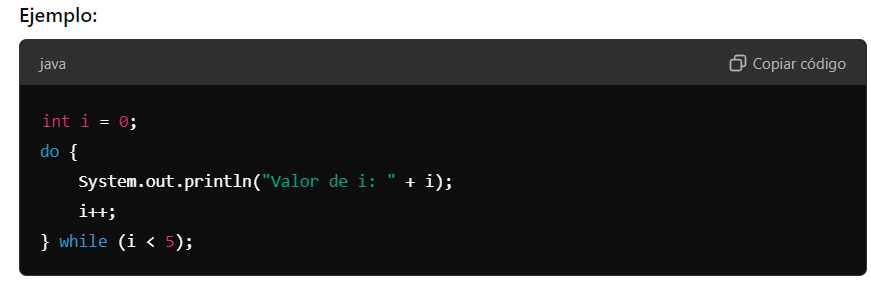 Ejemplo:
java
Copiar código
int i = 0;
do {
    System.out.println("Valor de i: " + i);
    i++;
} while (i < 5);